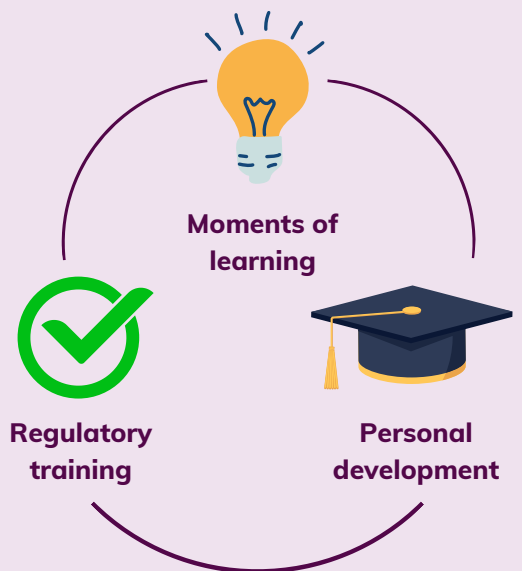 Moments of
learning
Regulatory
training
Personal
development